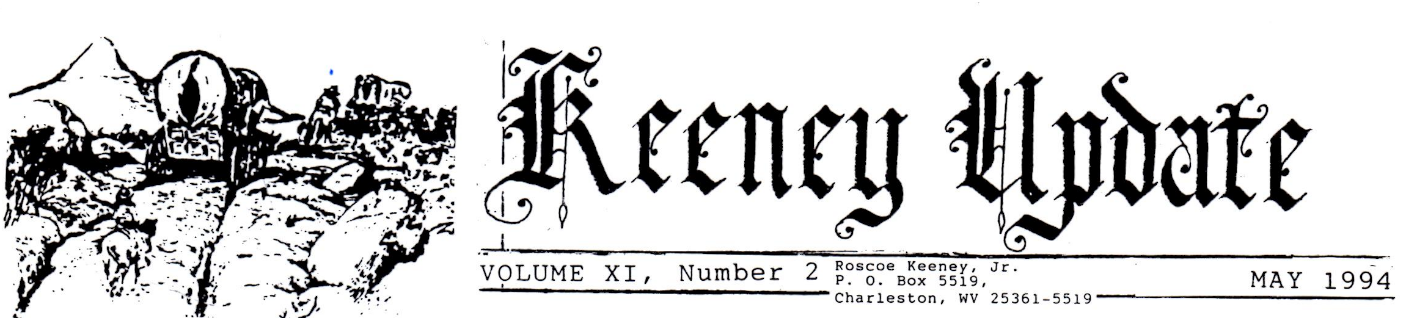 Keeney Update
VOLUME XI, Number 2
Roscoe Keeney, Jr.
P. O. Box 5519,
Charleston, WV 25361-5519
MAY 1994